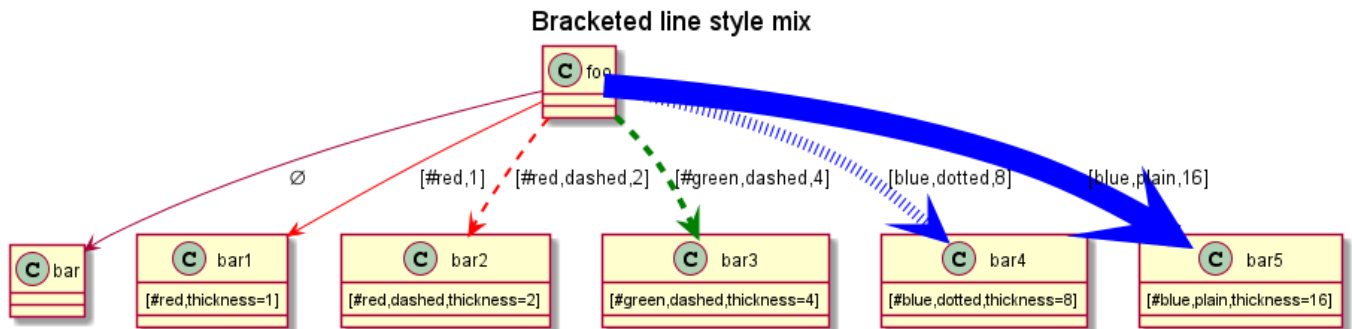 Bracketed line style mix
C foo
∅
[#red,1]
[#red,dashed,2]
[#green,dashed,4]
[blue,dotted,8]
[blue,plain,16]
C bar
C bar1
[#red,thickness=1]
C bar2
[#red,dashed,thickness=2]
C bar3
[#green,dashed,thickness=4]
C bar4
[#blue,dotted,thickness=8]
C bar5
[#blue,plain,thickness=16]